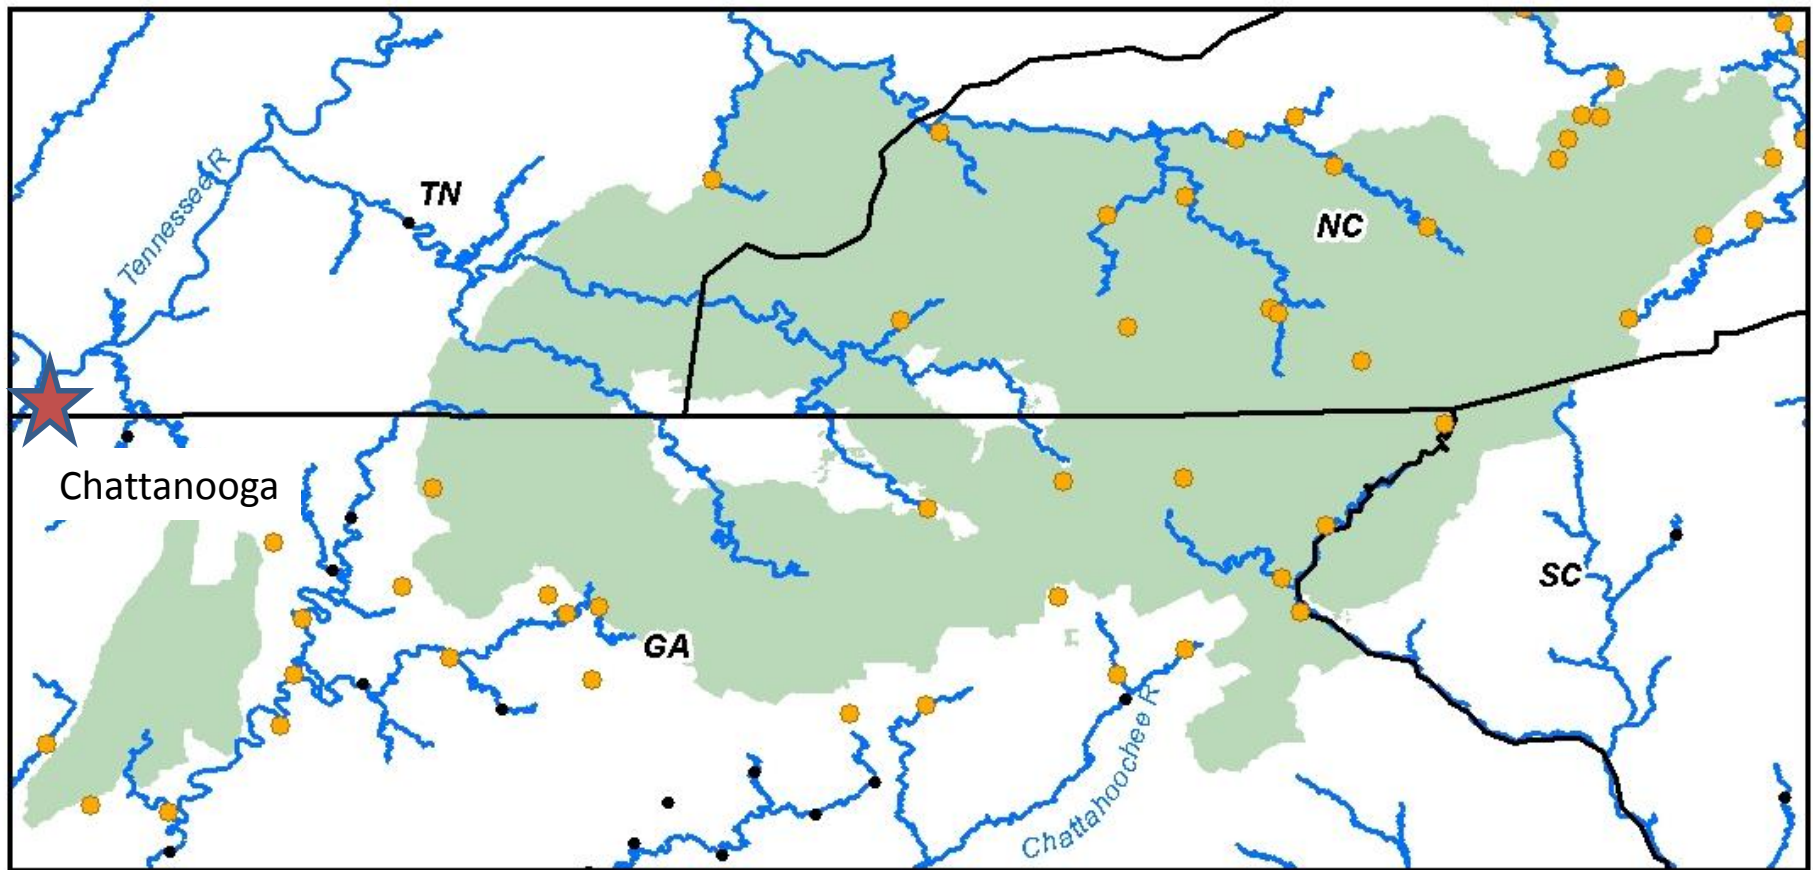 TN
Tennessee R
NC
Chattanooga
SC
GA
Chattahoochee R